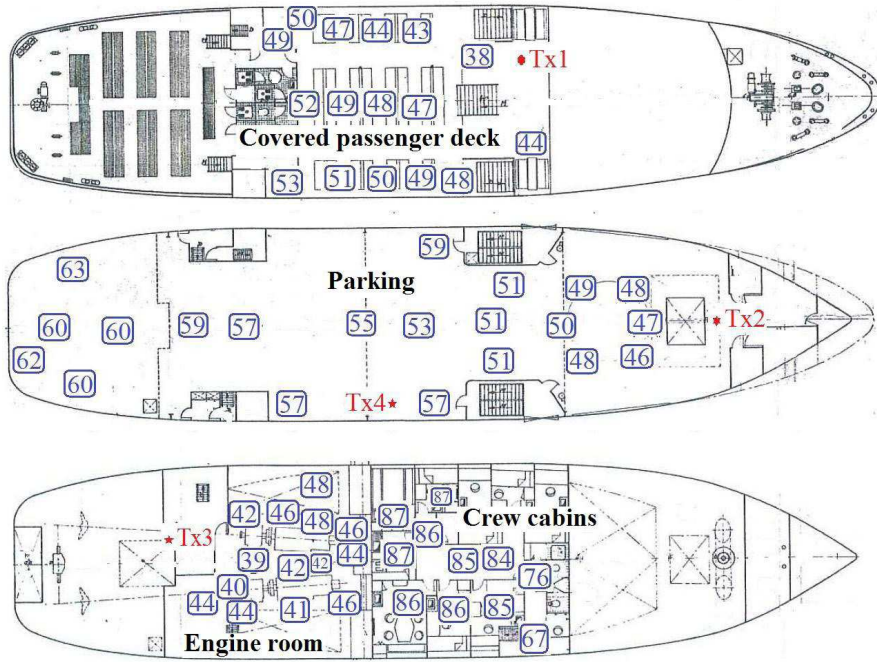 50 47 44 43
49 38 Tx1
52 49 48 47
Covered passenger deck
44
53 51 50 49 48
59
63 Parking
51 49 48
60 60 59 57 55 53 51 50 47 Tx2
62 51 48 46
60
57 Tx4 57
48
42 46 48 46 87 87 Crew cabins
Tx3 86
39 42 42 44 87 85 84
40 76
44 44 41 46 86 86 85
Engine room 67